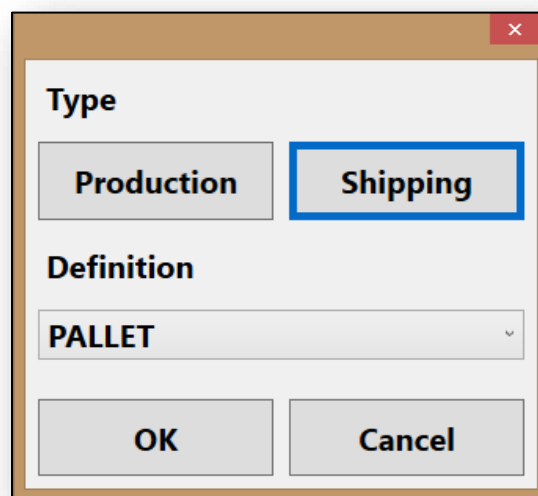 Type
Production Shipping
Definition
PALLET
OK Cancel